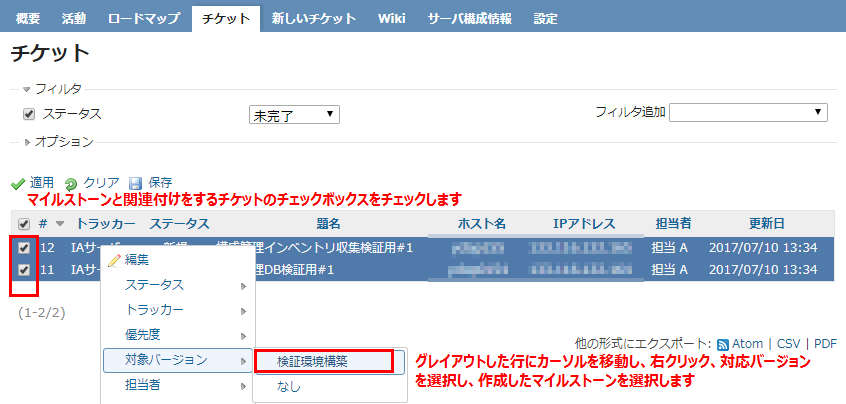 概要 活動 ロードマップ チケット 新しいチケット Wiki サーバ構成情報 設定
チケット
フィルタ
ステータス 未完了 フィルタ追加
オプション
適用 クリア 保存
マイルストーンと関連付けをするチケットのチェックボックスをチェックします
# トラッカー ステータス 題名 ホスト名 IPアドレス 担当者 更新日
12 IAサーバ 構成管理インベントリ収集検証用#1 担当 A 2017/07/10 13:34
11 IAサ 理DB検証用#1 担当 A 2017/07/10 13:34
編集
ステータス
(1-2/2)
トラッカー
優先度
他の形式にエクスポート: Atom | CSV | PDF
対象バージョン 検証環境構築
グレイアウトした行にカーソルを移動し、右クリック、対応バージョン
を選択し、作成したマイルストーンを選択します
担当者 なし